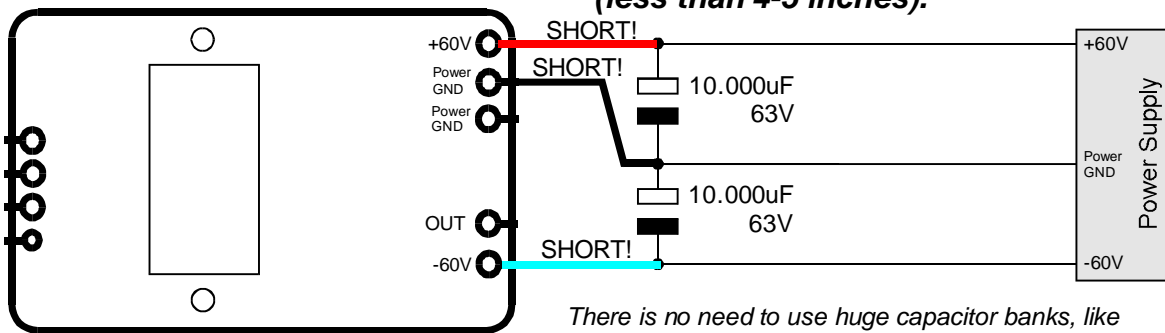 (less than 4-5 inches).
SHORT!
+60V
+60V
SHORT!
Power
GND
10.000uF
63V
Power
GND
Power
GND
Power Supply
10.000uF
63V
OUT
SHORT!
-60V
-60V
There is no need to use huge capacitor banks, like